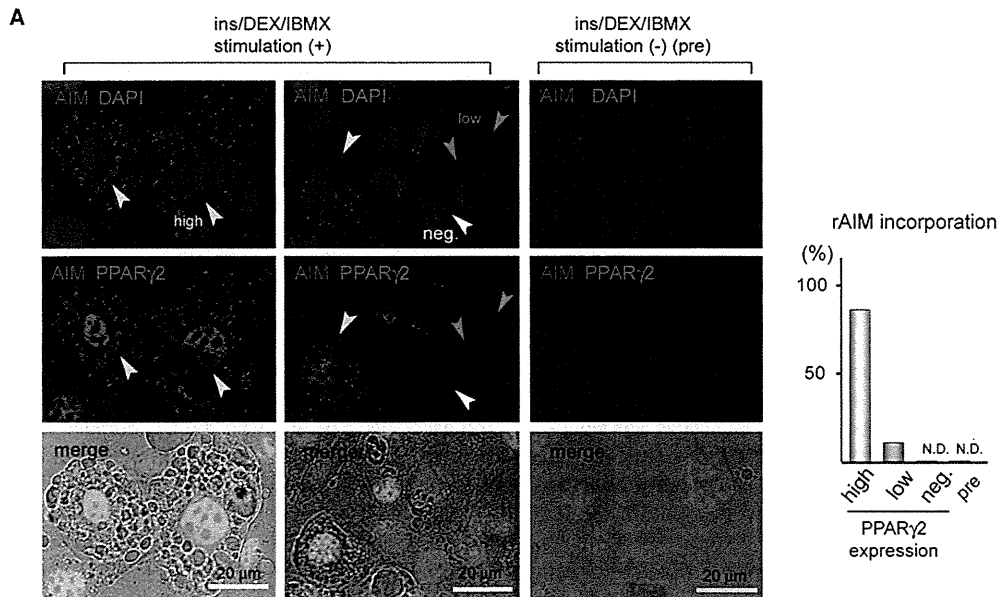 A
ins/DEX/IBMX
stimulation (+)
ins/DEX/IBMX
stimulation (-) (pre)
AIM DAPI
high
AIM DAPI
low
neg.
AIM DAPI
AIM PPARγ2
AIM PPARγ2
AIM PPARγ2
merge
20 μm
merge
merge
20 μm
rAIM incorporation
(%)
100
50
N.D. N.D.
high
low
neg.
pre
PPARγ2
expression